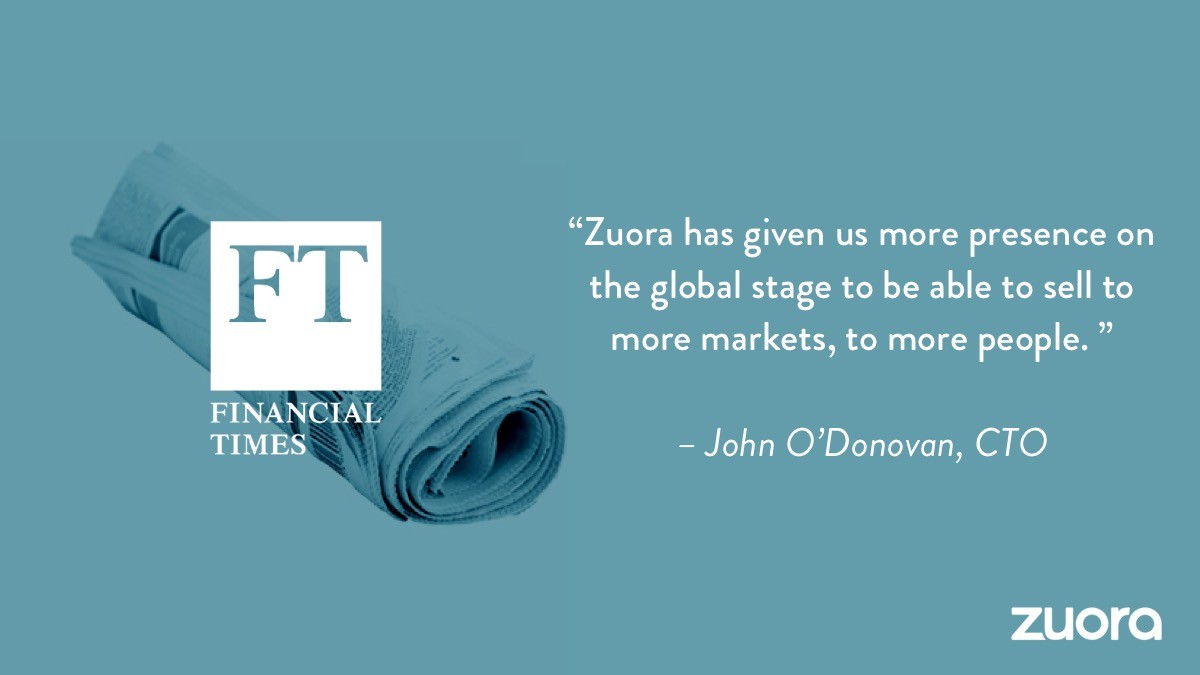 FT
FINANCIAL
TIMES
“Zuora has given us more presence on
the global stage to be able to sell to
more markets, to more people. ”
– John O’Donovan, CTO
zuora